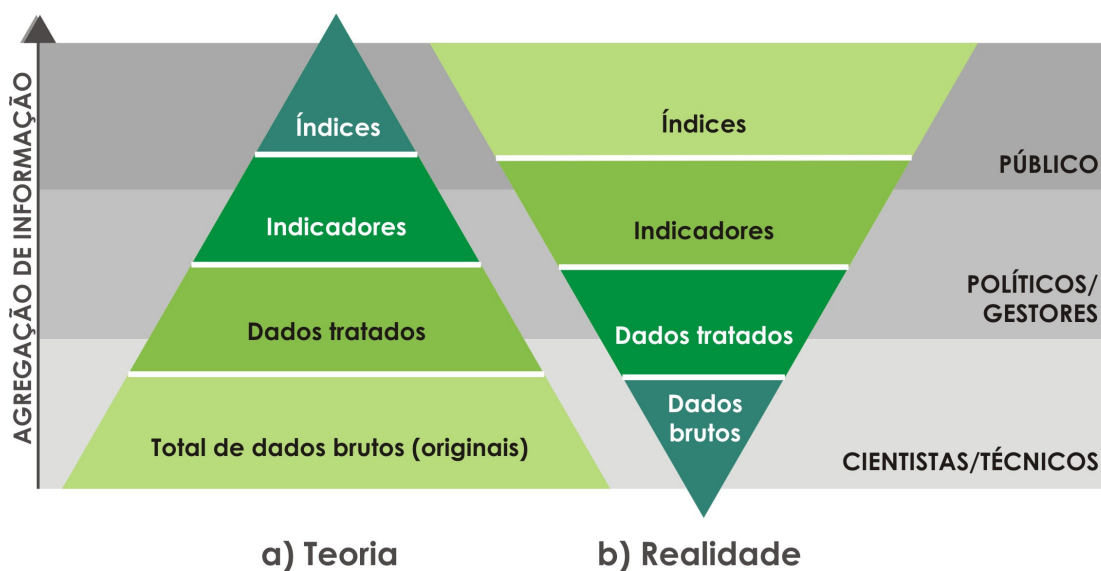 AGREGAÇÃO DE INFORMAÇÃO
Índices
Indicadores
Dados tratados
Total de dados brutos (originais)
Índices
Indicadores
Dados tratados
Dados
brutos
PÚBLICO
POLÍTICOS/
GESTORES
CIENTISTAS/TÉCNICOS
a) Teoria
b) Realidade